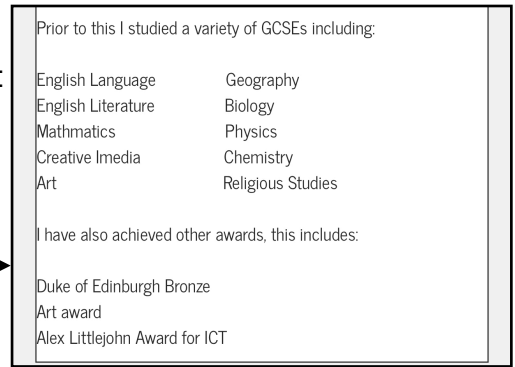 Prior to this I studied a variety of GCSEs including:
English Language Geography
English Literature Biology
Mathmatics Physics
Creative Imedia Chemistry
Art Religious Studies
I have also achieved other awards, this includes:
Duke of Edinburgh Bronze
Art award
Alex Littlejohn Award for ICT